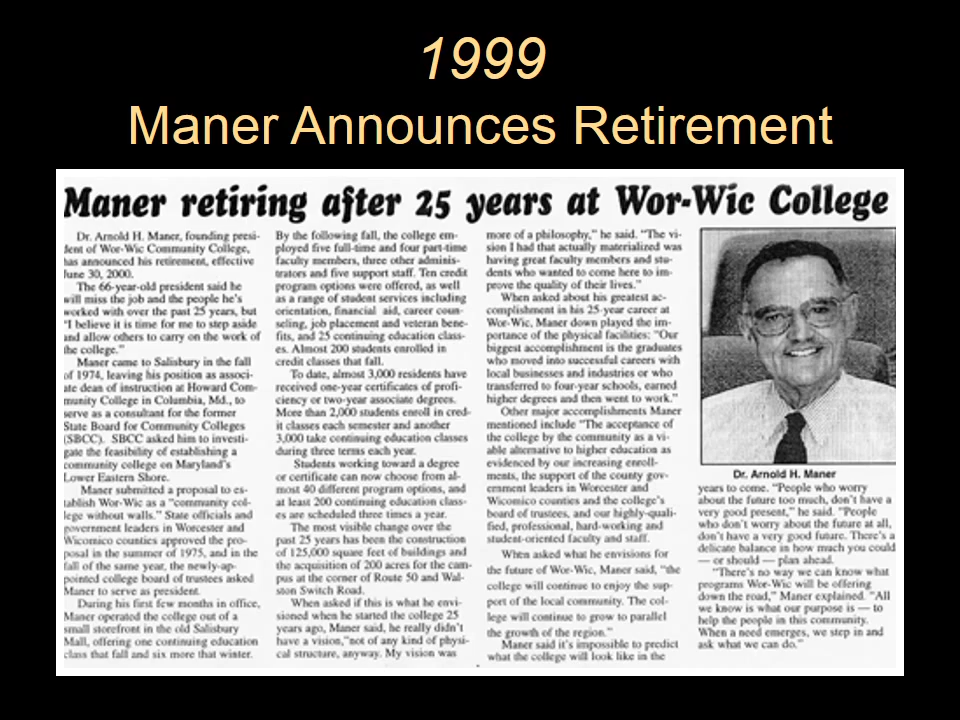 1999
Maner Announces Retirement
Maner retiring after 25 years at Wor-Wic College
Dr. Arnold H. Maner, founding presi-
dent of Wor-Wic Community College,
has announced his retirement, effective
June 30, 2000.
The 66-year-old president said he
will miss the job and the people he's
worked with over the past 25 years, but
"I believe it is time for me to step aside
and allow others to carry on the work of
the college."
Maner came to Salisbury in the fall
of 1974, leaving his position as associ-
ate dean of instruction at Howard Com-
munity College in Columbia, Md., to
serve as a consultant for the former
State Board for Community Colleges
(SBCC). SBCC asked him to investi-
gate the feasibility of establishing a
community college on Maryland's
Lower Eastern Shore.
Maner submitted a proposal to es-
tablish Wor-Wic as a "community col-
lege without walls." State officials and
government leaders in Worcester and
Wicomico counties approved the pro-
posal in the summer of 1975, and in the
fall of the same year, the newly-ap-
pointed college board of trustees asked
Maner to serve as president.
During his first few months in office,
Maner operated the college out of a
small storefront in the old Salisbury
Mall, offering one continuing education
class that fall and six more that winter.
By the following fall, the college em-
ployed five full-time and four part-time
faculty members, three other adminis-
trators and five support staff. Ten credit
program options were offered, as well
as a range of student services including
orientation, financial aid, career coun-
seling, job placement and veteran bene-
fits, and 25 continuing education class-
es. Almost 200 students enrolled in
credit classes that fall.
To date, almost 3,000 residents have
received one-year certificates of profi-
ciency or two-year associate degrees.
More than 2,000 students enroll in cred-
it classes each semester and another
3,000 take continuing education classes
during three terms each year.
Students working toward a degree
or certificate can now choose from al-
most 40 different program options, and
at least 200 continuing education class-
es are scheduled three times a year.
The most visible change over the
past 25 years has been the construction
of 125,000 square feet of buildings and
the acquisition of 200 acres for the cam-
pus at the corner of Route 50 and Wal-
ston Switch Road.
When asked if this is what he envi-
sioned when he started the college 25
years ago, Maner said, he really didn't
have a vision,"not of any kind of physi-
cal structure, anyway. My vision was
more of a philosophy," he said. "The vi-
sion I had that actually materialized was
having great faculty members and stu-
dents who wanted to come here to im-
prove the quality of their lives."
When asked about his greatest ac-
complishment in his 25-year career at
Wor-Wic, Maner down played the im-
portance of the physical facilities: "Our
biggest accomplishment is the graduates
who moved into successful careers with
local businesses and industries or who
transferred to four-year schools, earned
higher degrees and then went to work."
Other major accomplishments Maner
mentioned include "The acceptance of
the college by the community as a vi-
able alternative to higher education as
evidenced by our increasing enroll-
ments, the support of the county gov-
ernment leaders in Worcester and
Wicomico counties and the college's
board of trustees, and our highly-quali-
fied, professional, hard-working and
student-oriented faculty and staff.
When asked what he envisions for
the future of Wor-Wic, Maner said, "the
college will continue to enjoy the sup-
port of the local community. The col-
lege will continue to grow to parallel
the growth of the region."
Maner said it's impossible to predict
what the college will look like in the
Dr. Arnold H. Maner
years to come. "People who worry
about the future too much, don't have a
very good present," he said. "People
who don't worry about the future at all,
don't have a very good future. There's a
delicate balance in how much you could
— or should — plan ahead.
"There's no way we can know what
programs Wor-Wic will be offering
down the road," Maner explained. "All
we know is what our purpose is — to
help the people in this community.
When a need emerges, we step in and
ask what we can do."